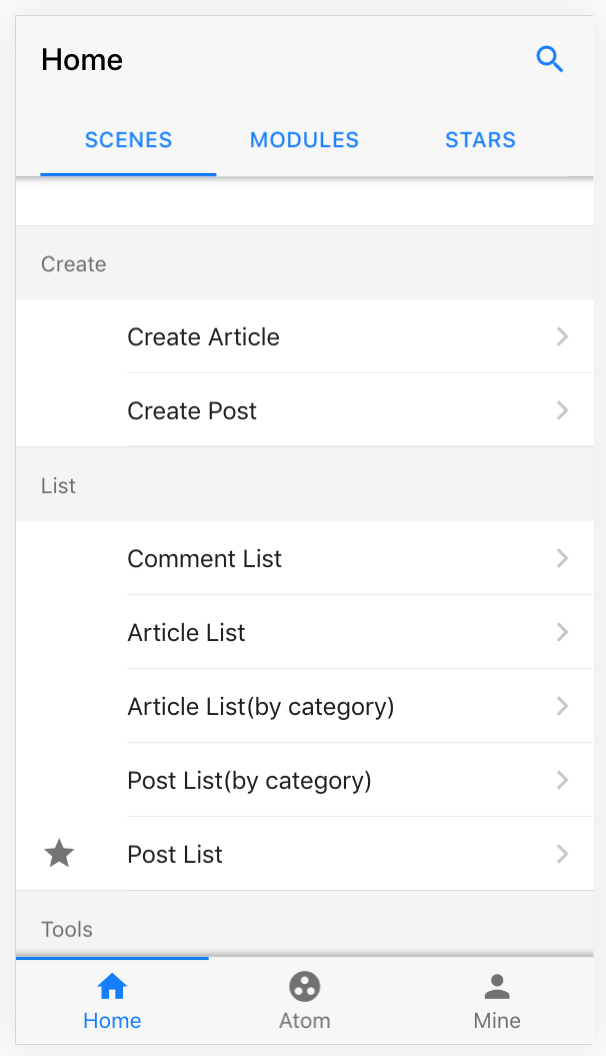 Home
SCENES
MODULES
STARS
Create
Create Article
Create Post
List
Comment List
Article List
Article List(by category)
Post List(by category)
Post List
Tools
Home
Atom
Mine